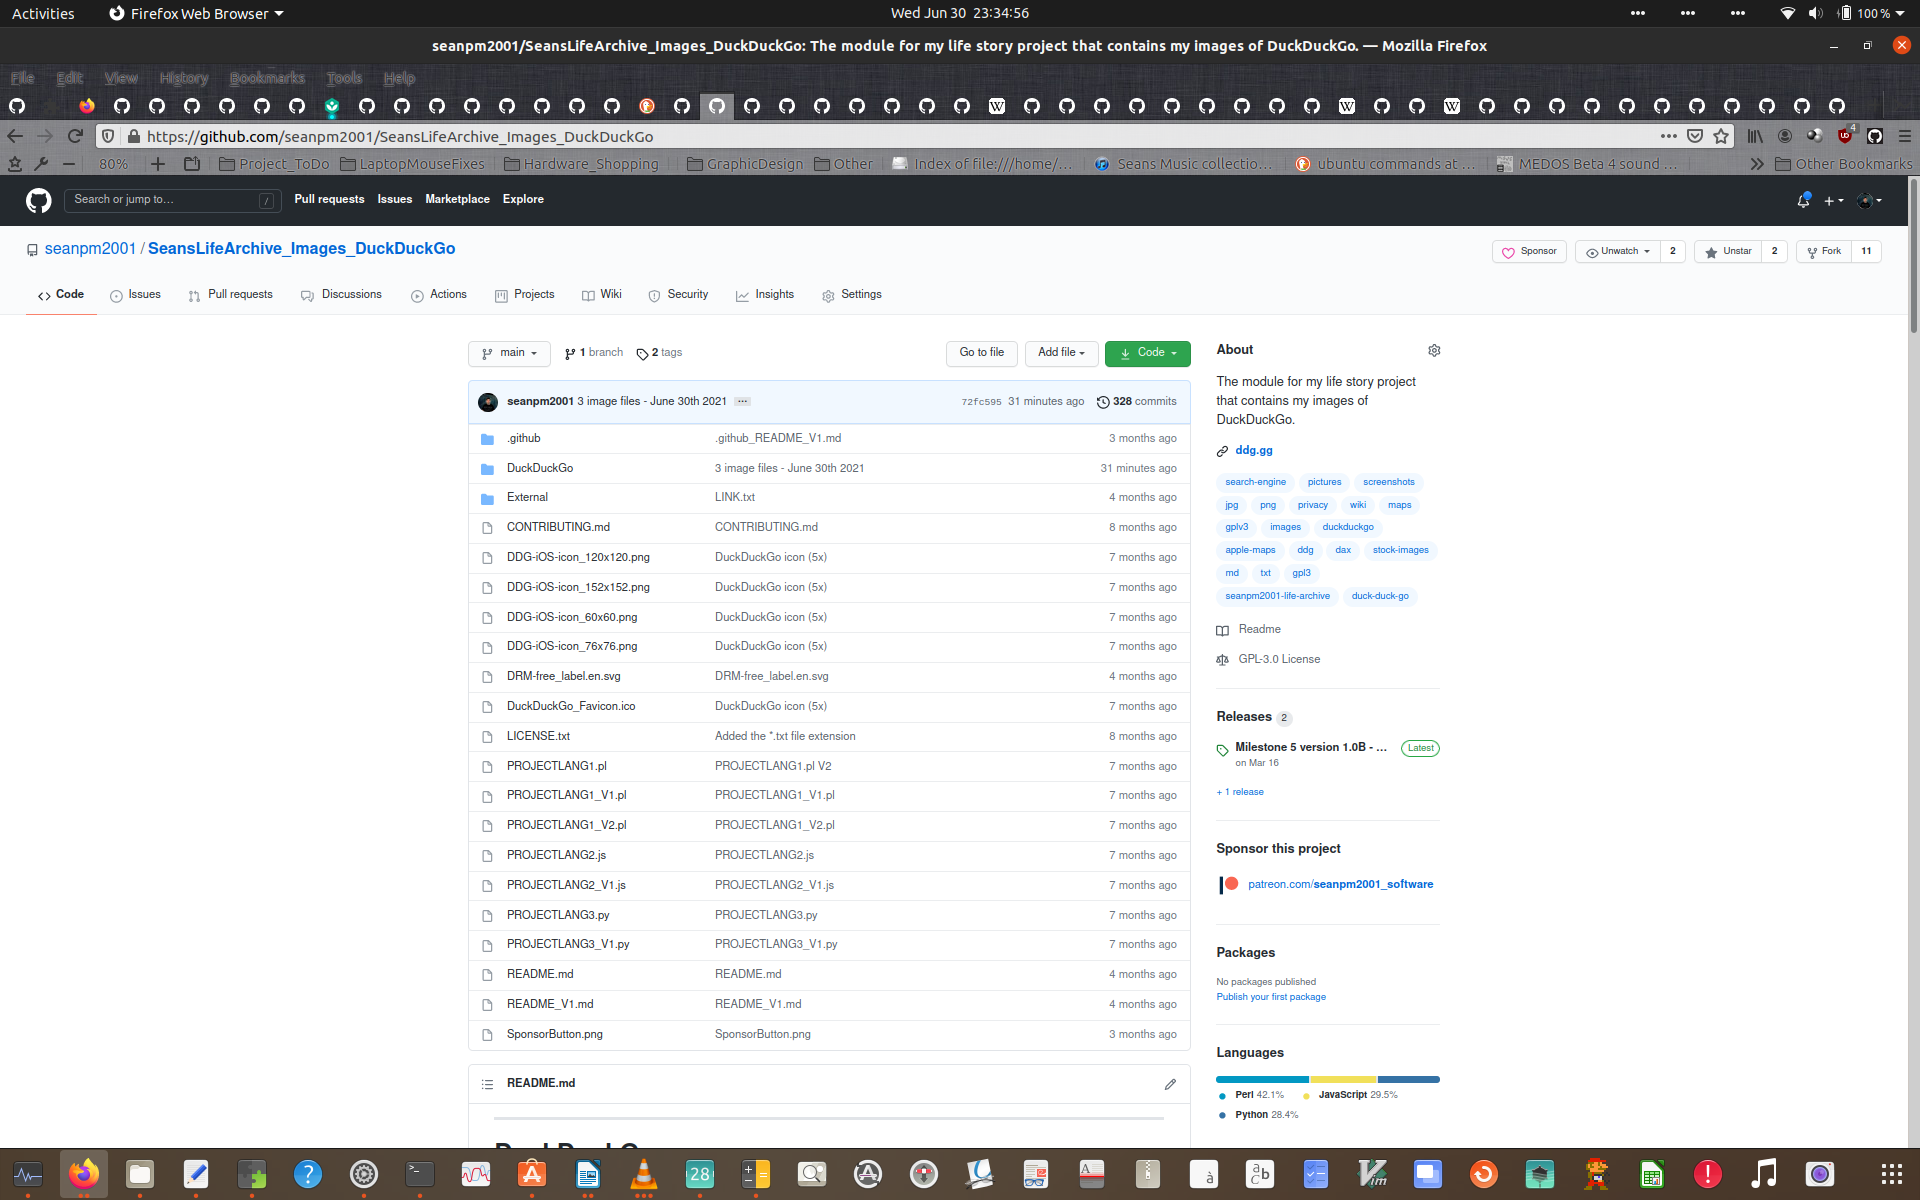 Activities
Firefox Web Browser
Wed Jun 30 23:34:56
100 %
seanpm2001/SeansLifeArchive_Images_DuckDuckGo: The module for my life story project that contains my images of DuckDuckGo. — Mozilla Firefox
File Edit View History Bookmarks Tools Help
https://github.com/seanpm2001/SeansLifeArchive_Images_DuckDuckGo
4
80%
Project_ToDo
LaptopMouseFixes
Hardware_Shopping
GraphicDesign
Other
Index of file:///home/...
Seans Music collectio...
ubuntu commands at ...
MEDOS Beta 4 sound ...
Other Bookmarks
Search or jump to...
/
Pull requests Issues Marketplace Explore
seanpm2001 / SeansLifeArchive_Images_DuckDuckGo
Sponsor
Unwatch 2
Unstar 2
Fork 11
Code
Issues
Pull requests
Discussions
Actions
Projects
Wiki
Security
Insights
Settings
main
1 branch
2 tags
Go to file
Add file
Code
seanpm2001 3 image files - June 30th 2021 ...
72fc595 31 minutes ago
328 commits
.github .github_README_V1.md 3 months ago
DuckDuckGo 3 image files - June 30th 2021 31 minutes ago
External LINK.txt 4 months ago
CONTRIBUTING.md CONTRIBUTING.md 8 months ago
DDG-iOS-icon_120x120.png DuckDuckGo icon (5x) 7 months ago
DDG-iOS-icon_152x152.png DuckDuckGo icon (5x) 7 months ago
DDG-iOS-icon_60x60.png DuckDuckGo icon (5x) 7 months ago
DDG-iOS-icon_76x76.png DuckDuckGo icon (5x) 7 months ago
DRM-free_label.en.svg DRM-free_label.en.svg 4 months ago
DuckDuckGo_Favicon.ico DuckDuckGo icon (5x) 7 months ago
LICENSE.txt Added the *.txt file extension 8 months ago
PROJECTLANG1.pl PROJECTLANG1.pl V2 7 months ago
PROJECTLANG1_V1.pl PROJECTLANG1_V1.pl 7 months ago
PROJECTLANG1_V2.pl PROJECTLANG1_V2.pl 7 months ago
PROJECTLANG2.js PROJECTLANG2.js 7 months ago
PROJECTLANG2_V1.js PROJECTLANG2_V1.js 7 months ago
PROJECTLANG3.py PROJECTLANG3.py 7 months ago
PROJECTLANG3_V1.py PROJECTLANG3_V1.py 7 months ago
README.md README.md 4 months ago
README_V1.md README_V1.md 4 months ago
SponsorButton.png SponsorButton.png 3 months ago
README.md
About
The module for my life story project
that contains my images of
DuckDuckGo.
ddg.gg
search-engine pictures screenshots
jpg png privacy wiki maps
gplv3 images duckduckgo
apple-maps ddg dax stock-images
md txt gpl3
seanpm2001-life-archive duck-duck-go
Readme
GPL-3.0 License
Releases 2
Milestone 5 version 1.0B - ... Latest
on Mar 16
+ 1 release
Sponsor this project
patreon.com/seanpm2001_software
Packages
No packages published
Publish your first package
Languages
Perl 42.1%
JavaScript 29.5%
Python 28.4%
28